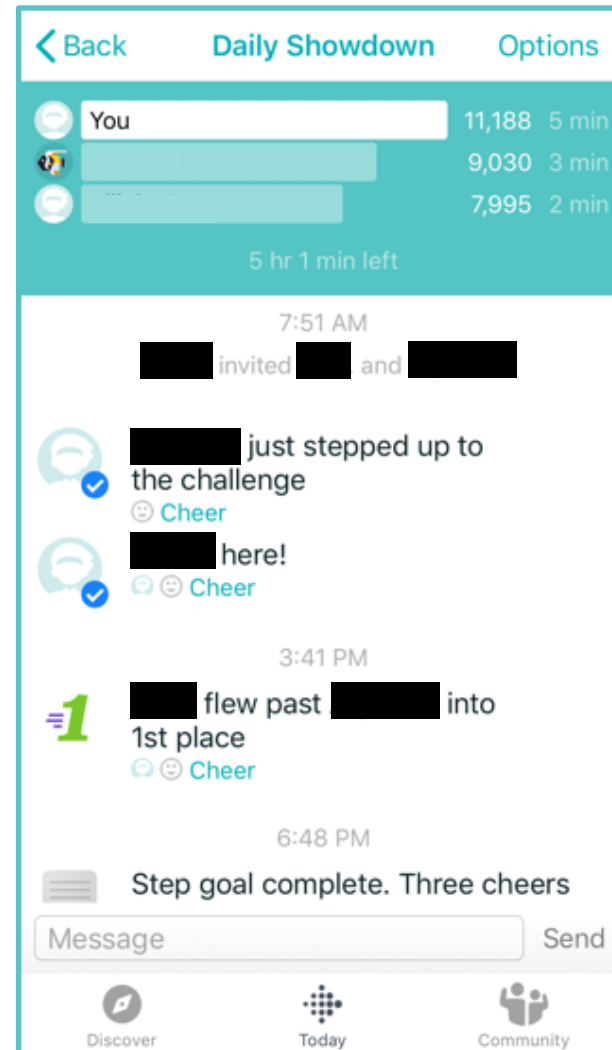 Back Daily Showdown Options
You 11,188 5 min
9,030 3 min
7,995 2 min
5 hr 1 min left
7:51 AM
invited and
just stepped up to
the challenge
Cheer
here!
Cheer
3:41 PM
1
flew past into
1st place
Cheer
6:48 PM
Step goal complete. Three cheers
Message Send
Discover Today Community